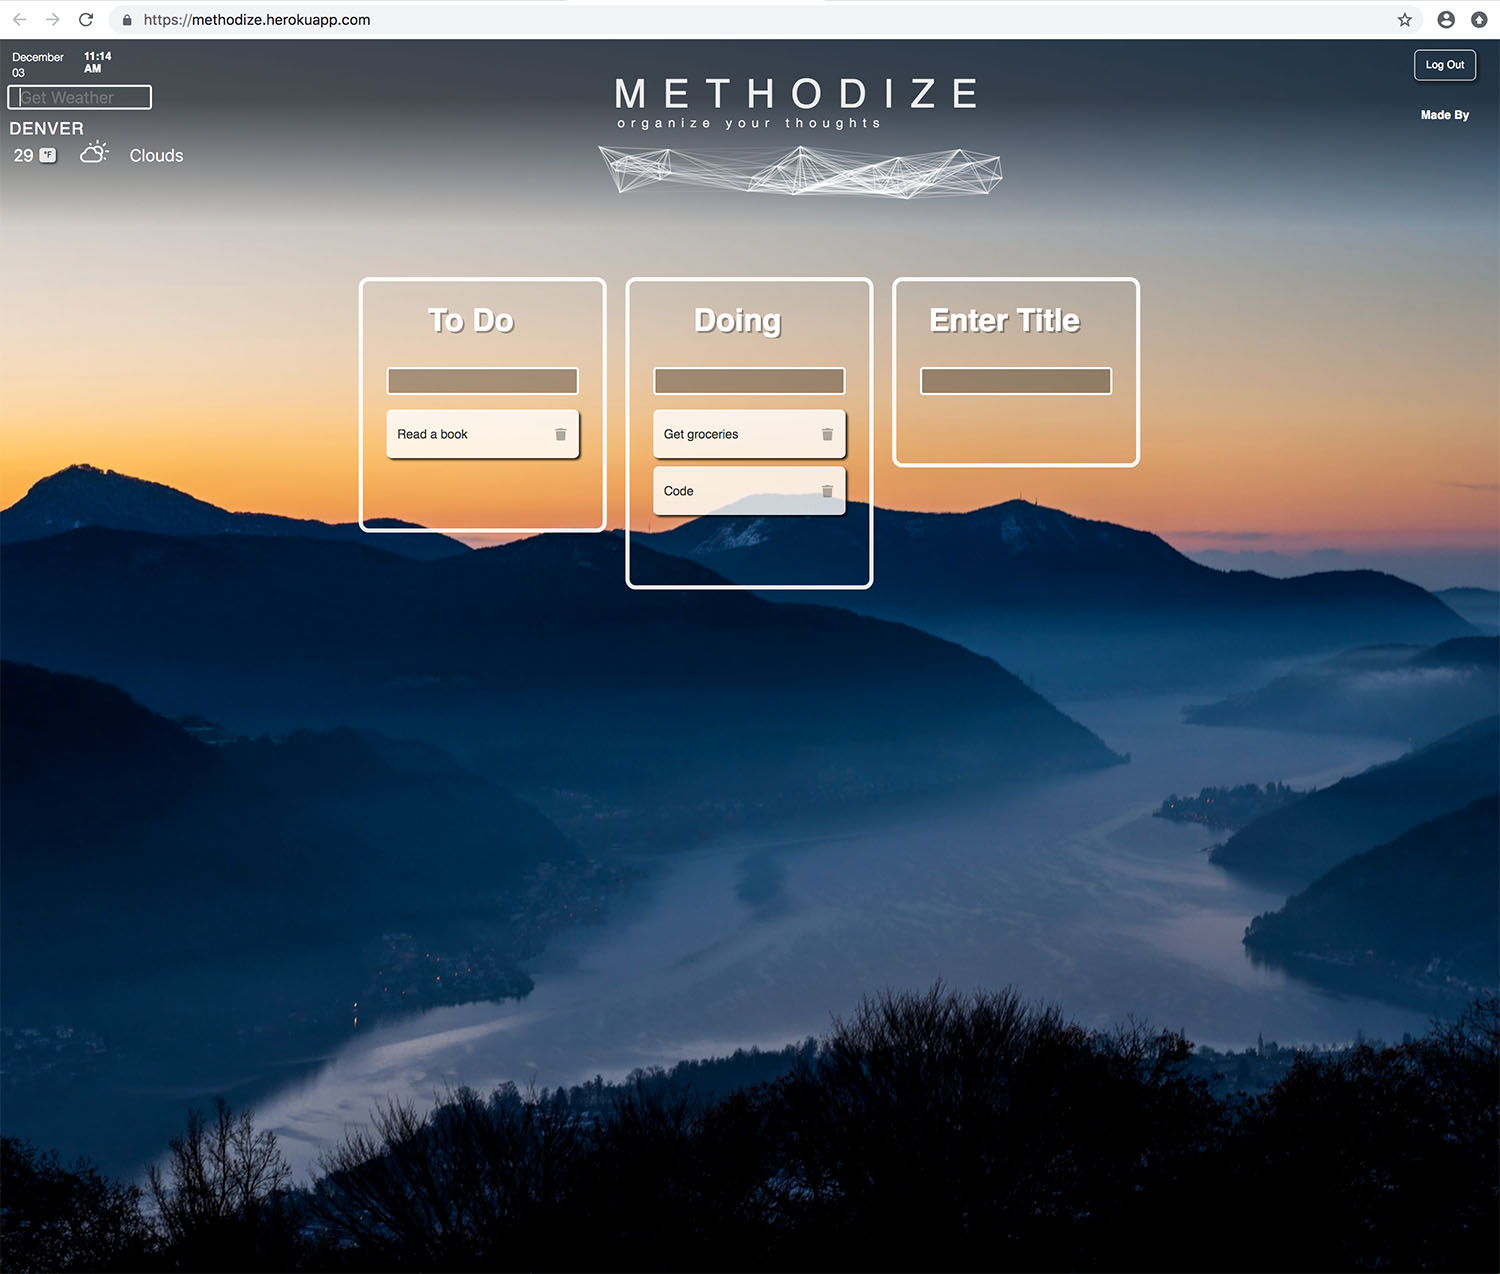 https://methodize.herokuapp.com
December 03
11:14 AM
Get Weather
DENVER
29 °F Clouds
METHODIZE
organize your thoughts
Log Out
Made By
To Do
Read a book
Doing
Get groceries
Code
Enter Title